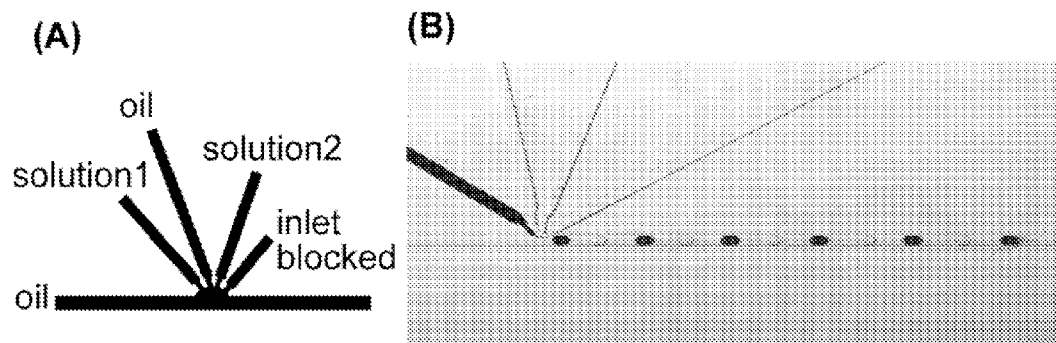 (A)
(B)
oil
solution2
solution1
inlet
blocked
oil